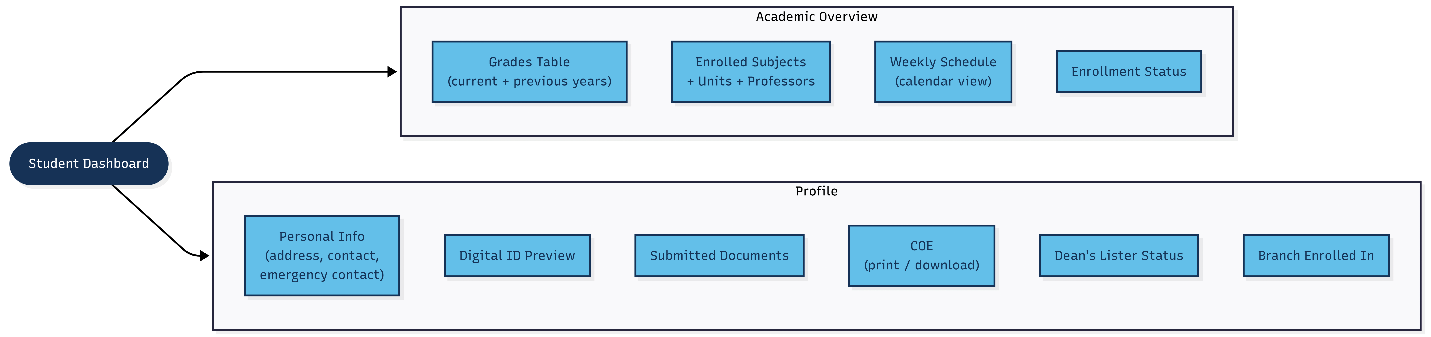 Academic Overview
Grades Table
(current + previous years)
Enrolled Subjects
+ Units + Professors
Weekly Schedule
(calendar view)
Enrollment Status
Student Dashboard
Profile
Personal Info
(address, contact,
emergency contact)
Digital ID Preview
Submitted Documents
COE
(print / download)
Dean's Lister Status
Branch Enrolled In